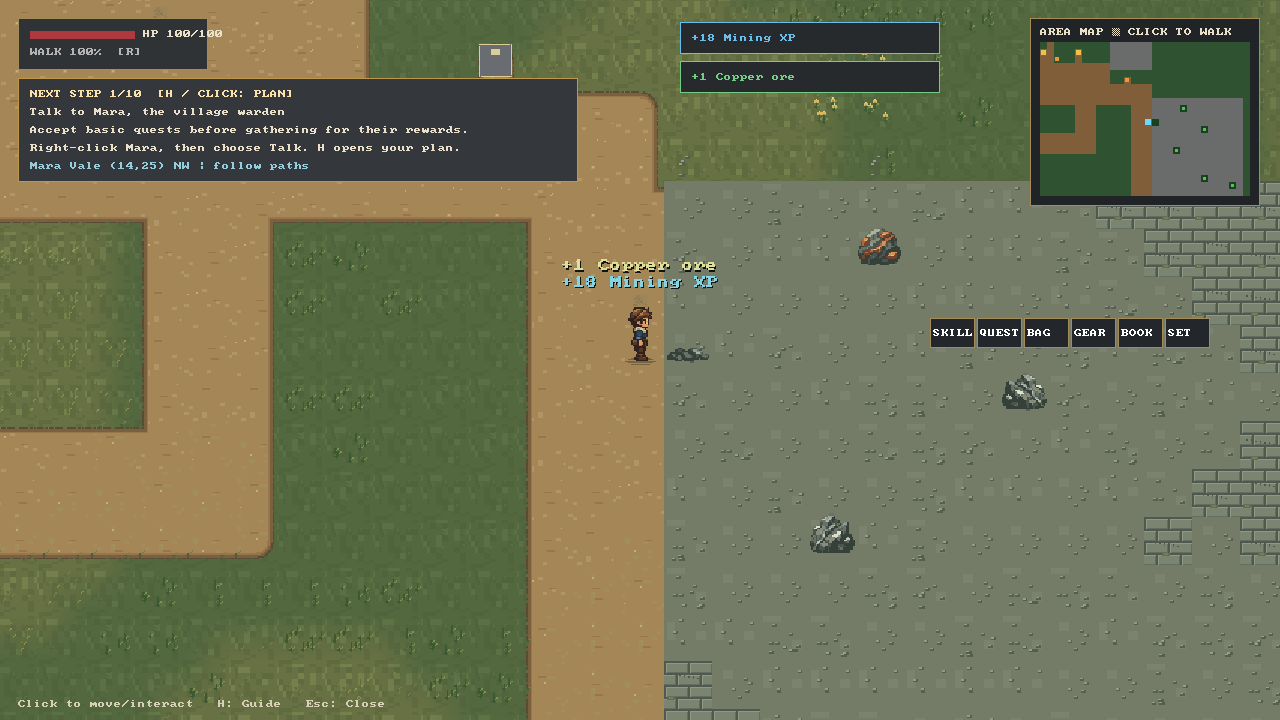 HP 100/100
WALK 100% [R]
NEXT STEP 1/10 [H / CLICK: PLAN]
Talk to Mara, the village warden
Accept basic quests before gathering for their rewards.
Right-click Mara, then choose Talk. H opens your plan.
Mara Vale (14,25) NW ¦ follow paths
+18 Mining XP
+1 Copper ore
AREA MAP ▒ CLICK TO WALK
+1 Copper ore
+18 Mining XP
SKILL QUEST BAG GEAR BOOK SET
Click to move/interact H: Guide Esc: Close